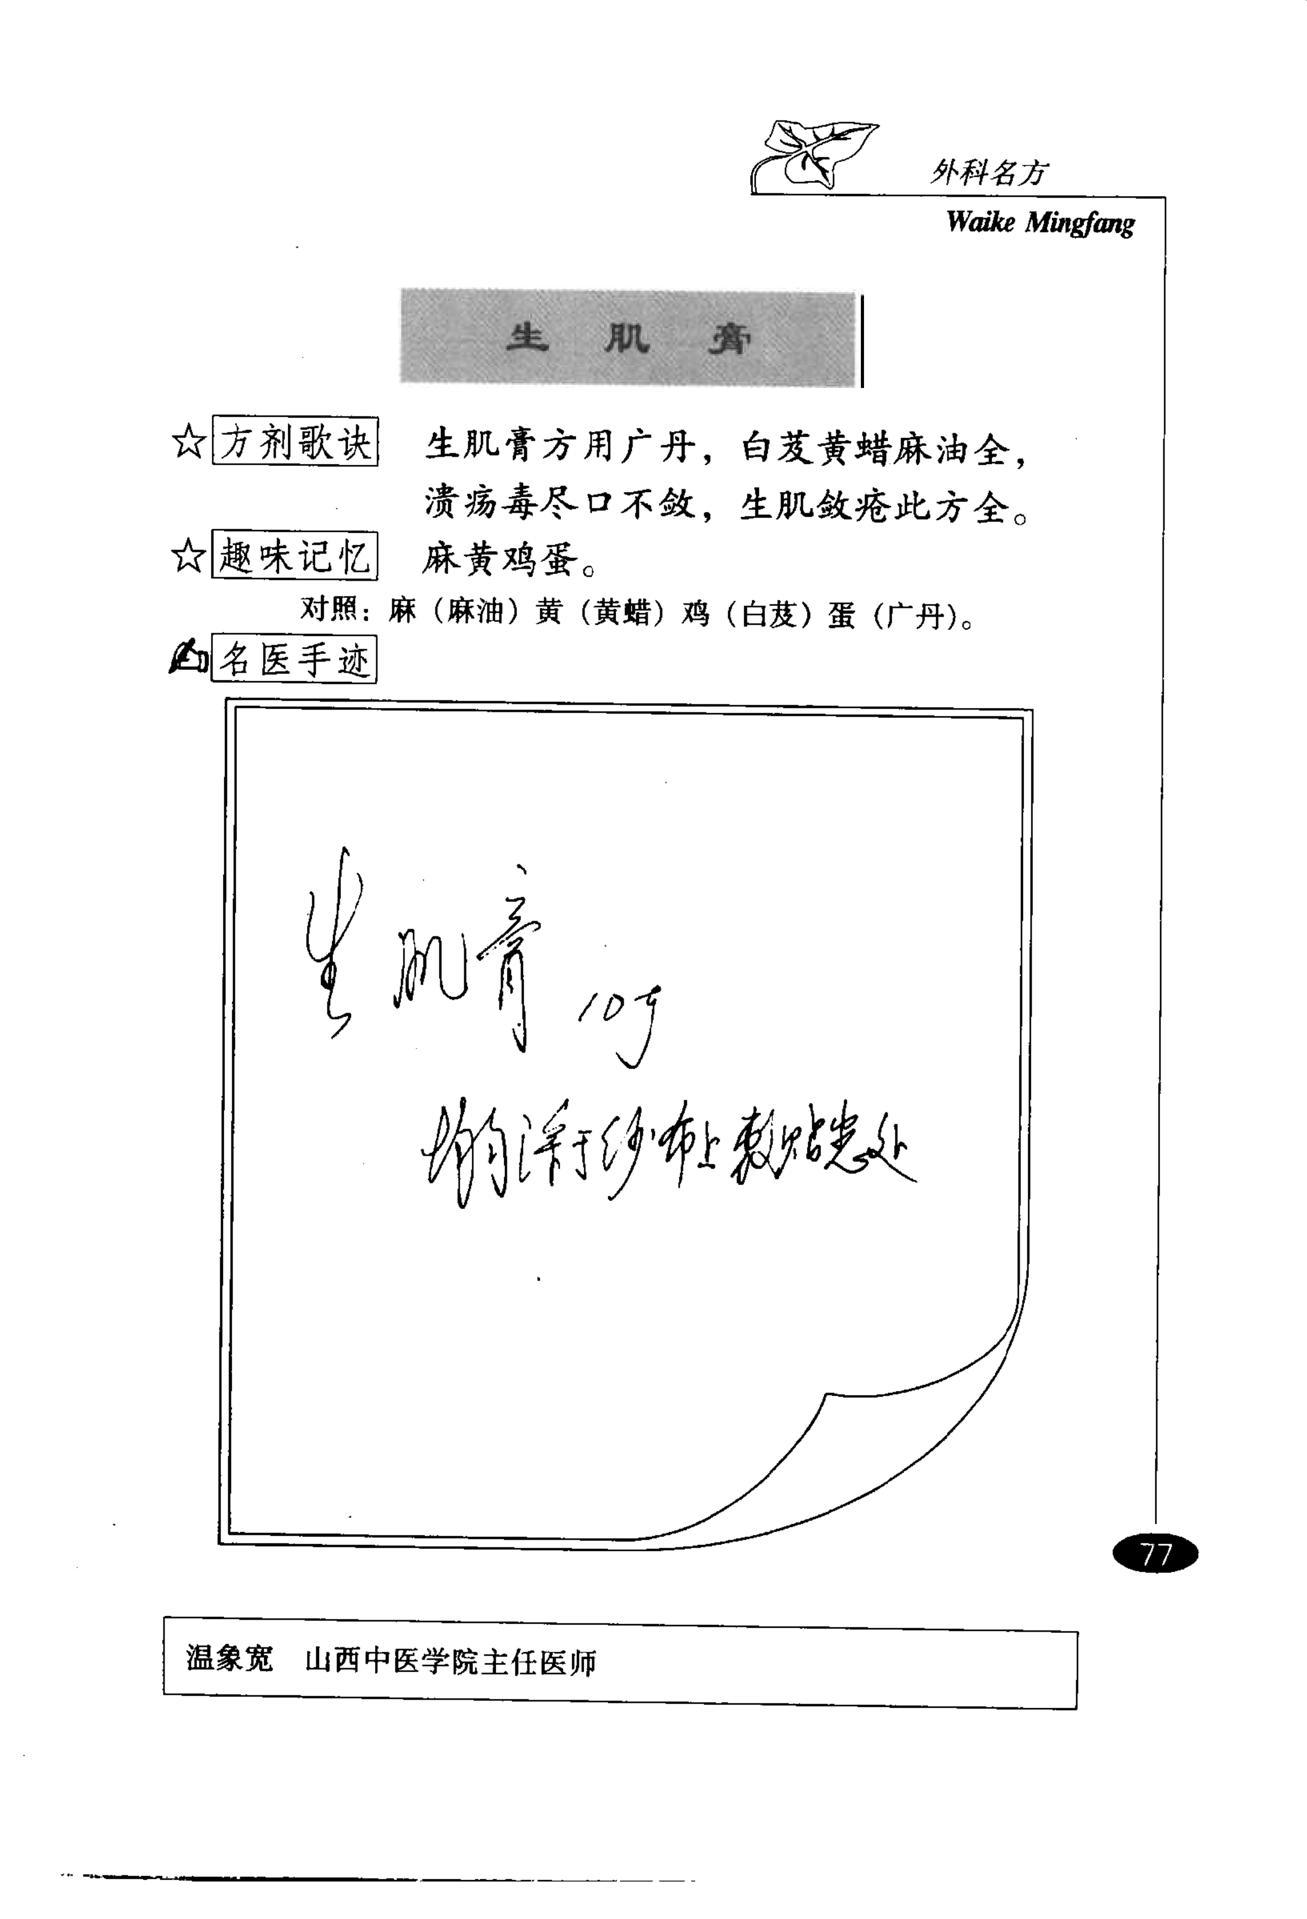 外科名方
Waike Mingfang
生肌膏
☆方剂歌诀 生肌膏方用广丹，白芨黄蜡麻油全，
溃疡毒尽口不敛，生肌敛疮此方全。
☆趣味记忆 麻黄鸡蛋。
对照：麻（麻油）黄（黄蜡）鸡（白芨）蛋（广丹）。
名医手迹
生肌膏 10g
均匀涂于纱布上敷贴患处
77
温象宽 山西中医学院主任医师